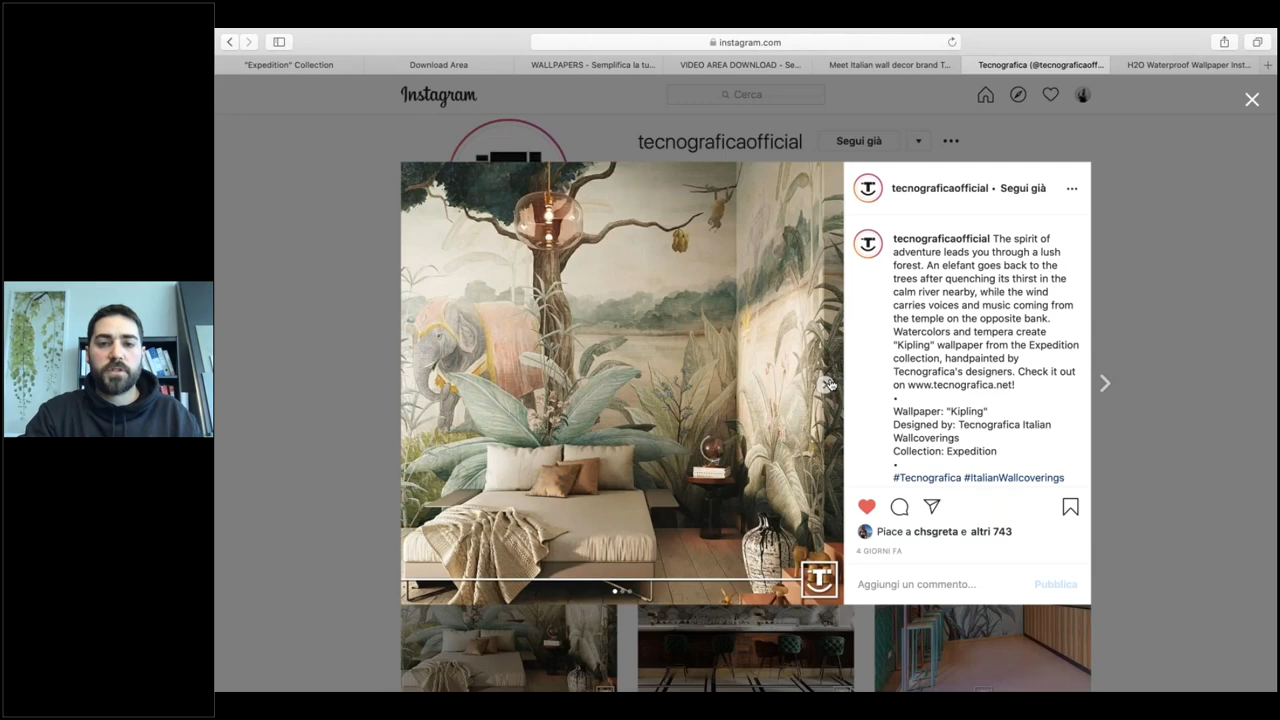 instagram.com
"Expedition" Collection
Download Area
WALLPAPERS - Semplifica la tu...
VIDEO AREA DOWNLOAD - Se...
Meet Italian wall decor brand T...
Tecnografica (@tecnograficaoff...
H2O Waterproof Wallpaper Inst...
Instagram
Cerca
tecnograficaofficial
Segui già
tecnograficaofficial • Segui già
tecnograficaofficial The spirit of
adventure leads you through a lush
forest. An elefant goes back to the
trees after quenching its thirst in the
calm river nearby, while the wind
carries voices and music coming from
the temple on the opposite bank.
Watercolors and tempera create
"Kipling" wallpaper from the Expedition
collection, handpainted by
Tecnografica's designers. Check it out
on www.tecnografica.net!
•
Wallpaper: "Kipling"
Designed by: Tecnografica Italian
Wallcoverings
Collection: Expedition
•
#Tecnografica #ItalianWallcoverings
Piace a chsgreta e altri 743
4 GIORNI FA
Aggiungi un commento...
Pubblica